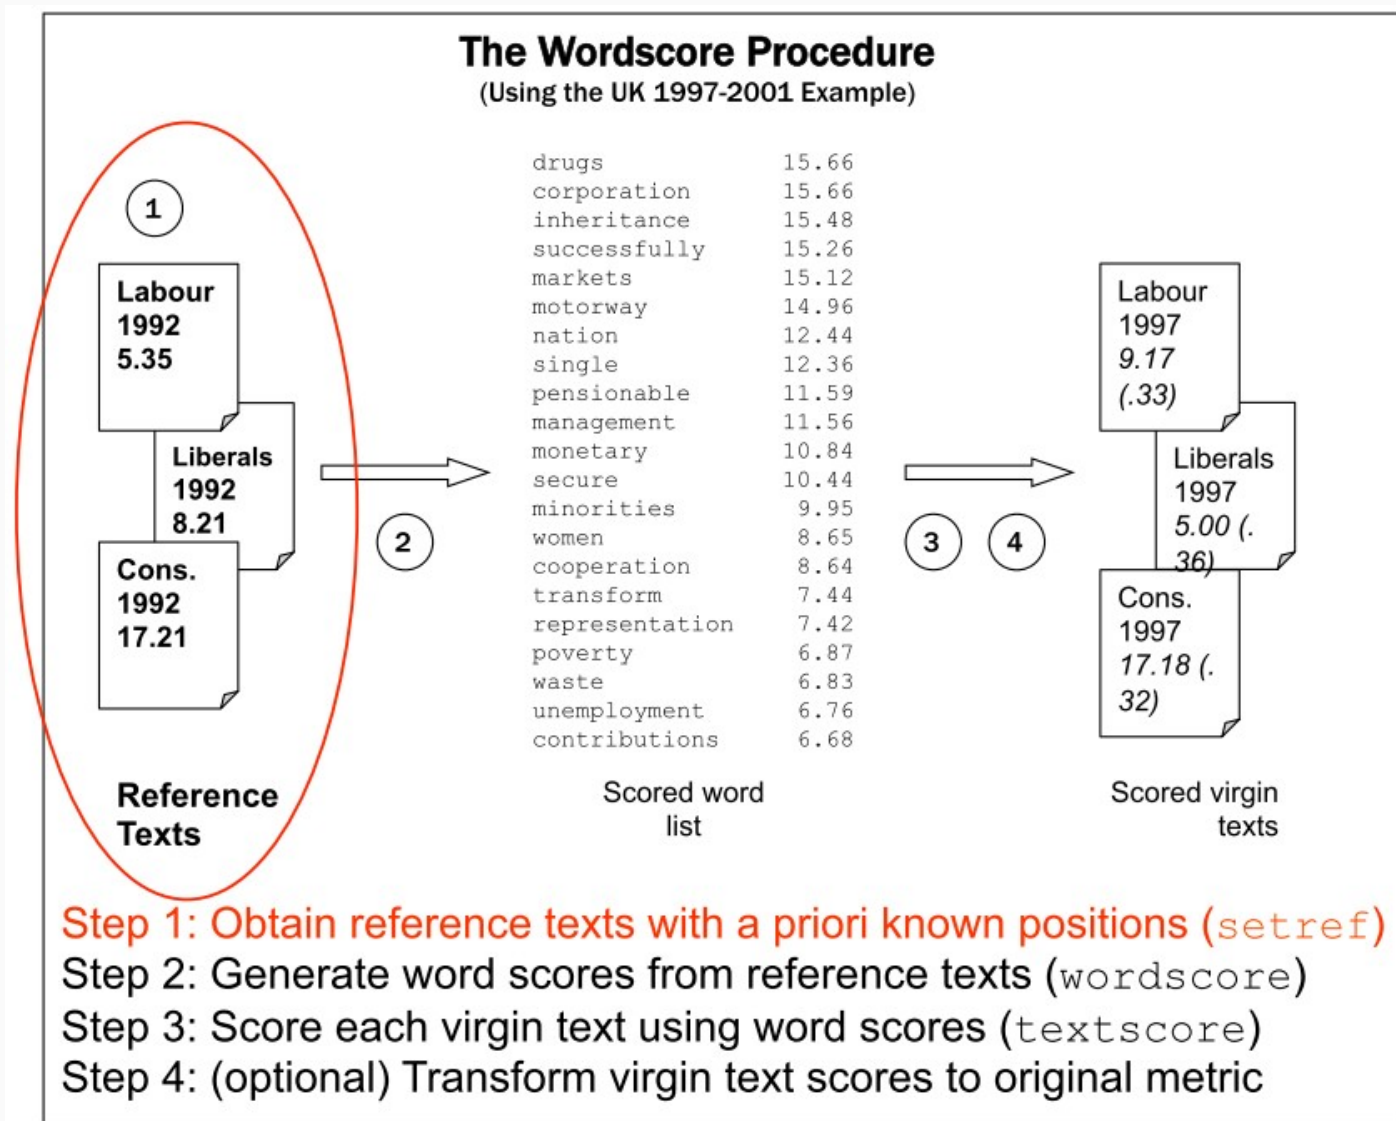 The Wordscore Procedure
(Using the UK 1997-2001 Example)
1
Labour
1992
5.35
Liberals
1992
8.21
Cons.
1992
17.21
Reference
Texts
2
drugs 15.66
corporation 15.66
inheritance 15.48
successfully 15.26
markets 15.12
motorway 14.96
nation 12.44
single 12.36
pensionable 11.59
management 11.56
monetary 10.84
secure 10.44
minorities 9.95
women 8.65
cooperation 8.64
transform 7.44
representation 7.42
poverty 6.87
waste 6.83
unemployment 6.76
contributions 6.68
Scored word
list
3 4
Labour
1997
9.17
(.33)
Liberals
1997
5.00 (.
36)
Cons.
1997
17.18 (.
32)
Scored virgin
texts
Step 1: Obtain reference texts with a priori known positions (setref)
Step 2: Generate word scores from reference texts (wordscore)
Step 3: Score each virgin text using word scores (textscore)
Step 4: (optional) Transform virgin text scores to original metric